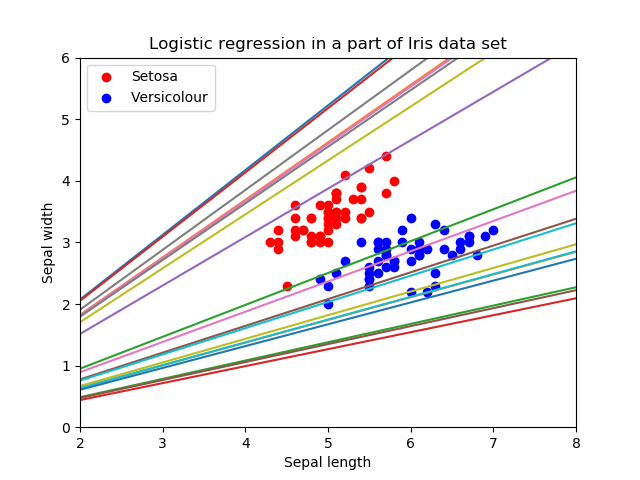 Logistic regression in a part of Iris data set
Setosa
Versicolour
Sepal width
6
5
4
3
2
1
0
2 3 4 5 6 7 8
Sepal length